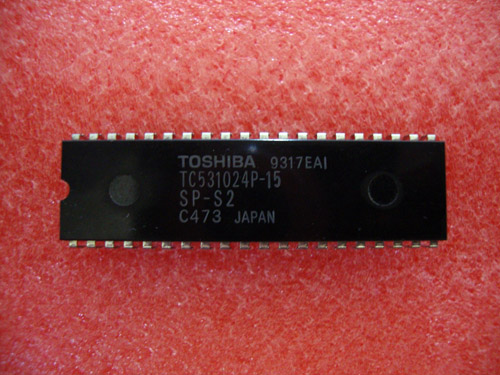 TOSHIBA 9317EAI
TC531024P-15
SP-S2
C473 JAPAN